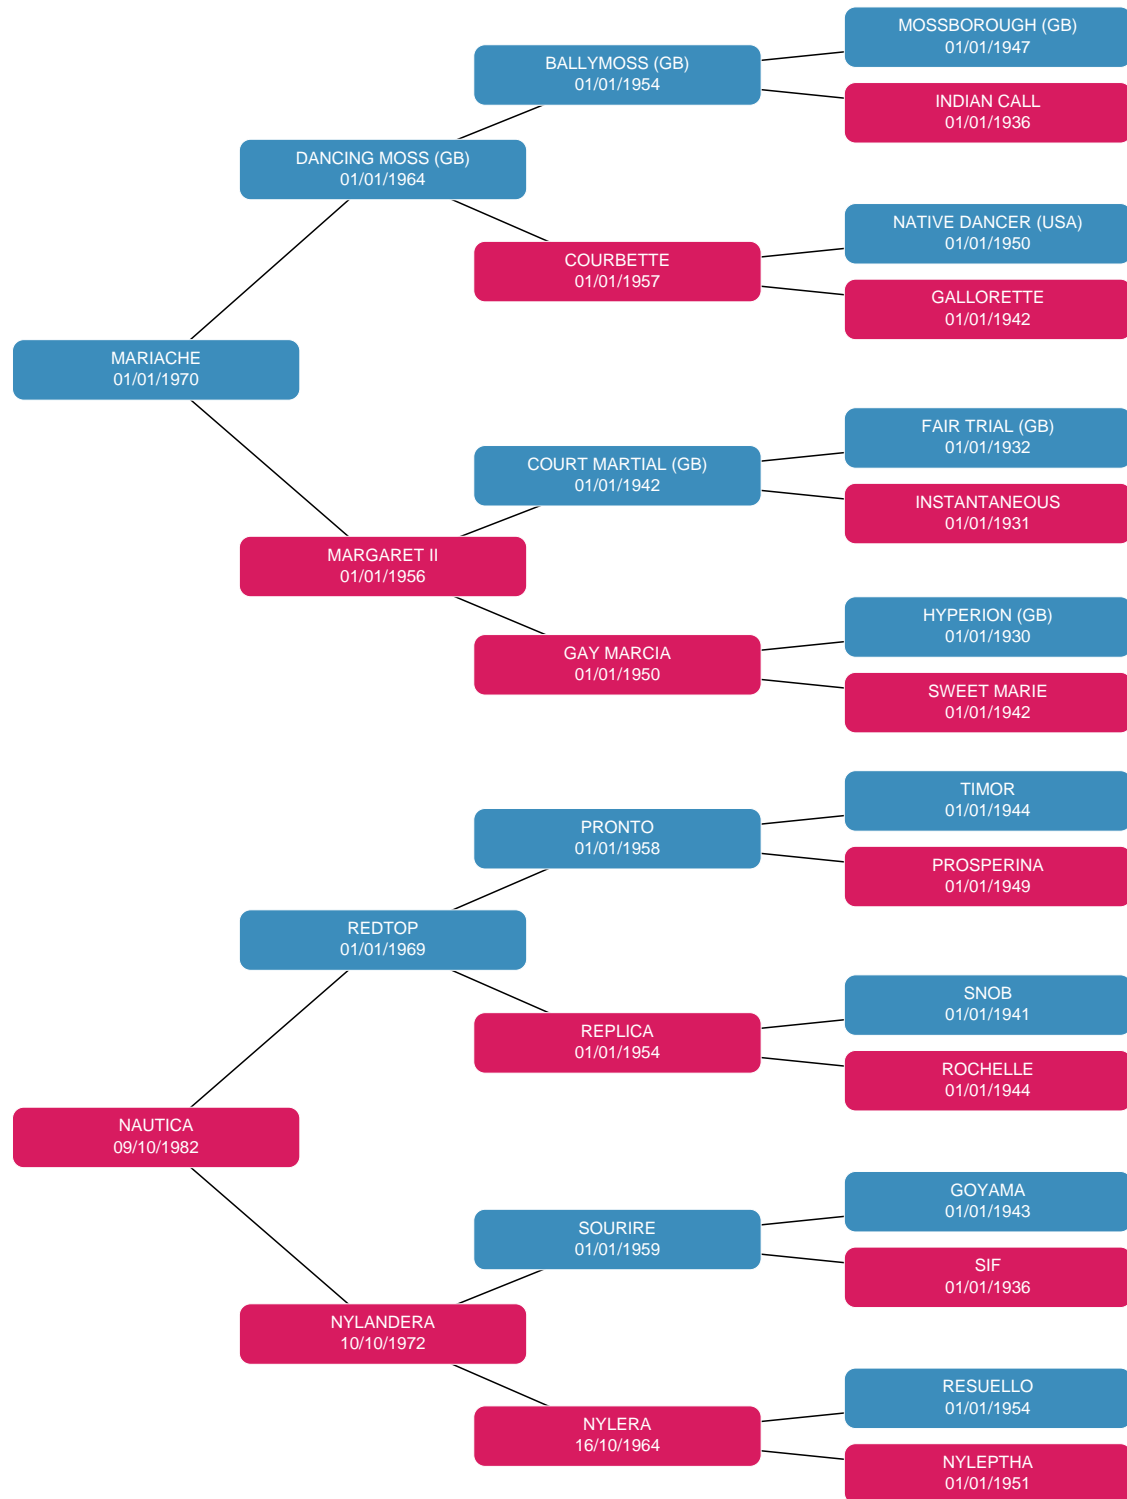 MOSSBOROUGH (GB)
01/01/1947
BALLYMOSS (GB)
01/01/1954
INDIAN CALL
01/01/1936
DANCING MOSS (GB)
01/01/1964
NATIVE DANCER (USA)
01/01/1950
COURBETTE
01/01/1957
GALLORETTE
01/01/1942
MARIACHE
01/01/1970
FAIR TRIAL (GB)
01/01/1932
COURT MARTIAL (GB)
01/01/1942
INSTANTANEOUS
01/01/1931
MARGARET II
01/01/1956
HYPERION (GB)
01/01/1930
GAY MARCIA
01/01/1950
SWEET MARIE
01/01/1942
TIMOR
01/01/1944
PRONTO
01/01/1958
PROSPERINA
01/01/1949
REDTOP
01/01/1969
SNOB
01/01/1941
REPLICA
01/01/1954
ROCHELLE
01/01/1944
NAUTICA
09/10/1982
GOYAMA
01/01/1943
SOURIRE
01/01/1959
SIF
01/01/1936
NYLANDERA
10/10/1972
RESUELLO
01/01/1954
NYLERA
16/10/1964
NYLEPTHA
01/01/1951